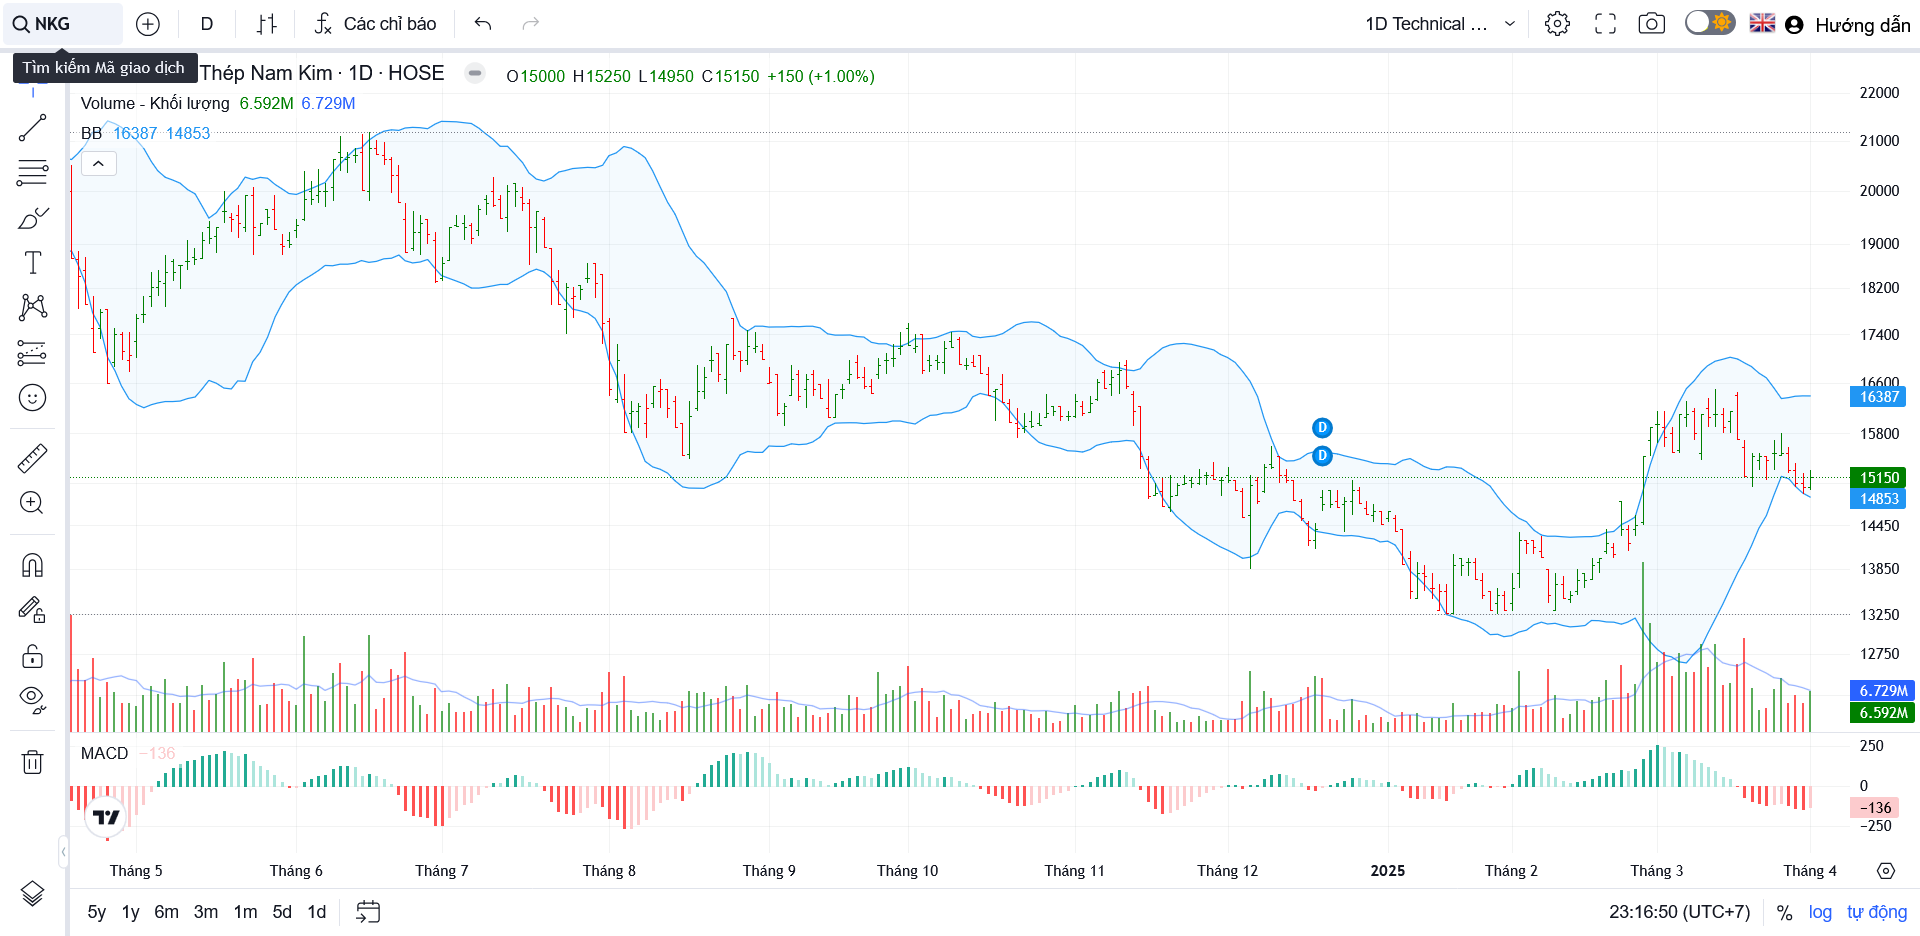 NKG
D
Các chỉ báo
1D Technical ...
Hướng dẫn
Tìm kiếm Mã giao dịch
Thép Nam Kim · 1D · HOSE
O15000 H15250 L14950 C15150 +150 (+1.00%)
Volume - Khối lượng 6.592M 6.729M
BB 16387 14853
22000
21000
20000
19000
18200
17400
16600
16387
15800
15150
14853
14450
13850
13250
12750
6.729M
6.592M
D
D
MACD −136
250
0
−136
−250
Tháng 5
Tháng 6
Tháng 7
Tháng 8
Tháng 9
Tháng 10
Tháng 11
Tháng 12
2025
Tháng 2
Tháng 3
Tháng 4
5y 1y 6m 3m 1m 5d 1d
23:16:50 (UTC+7)
% log tự động